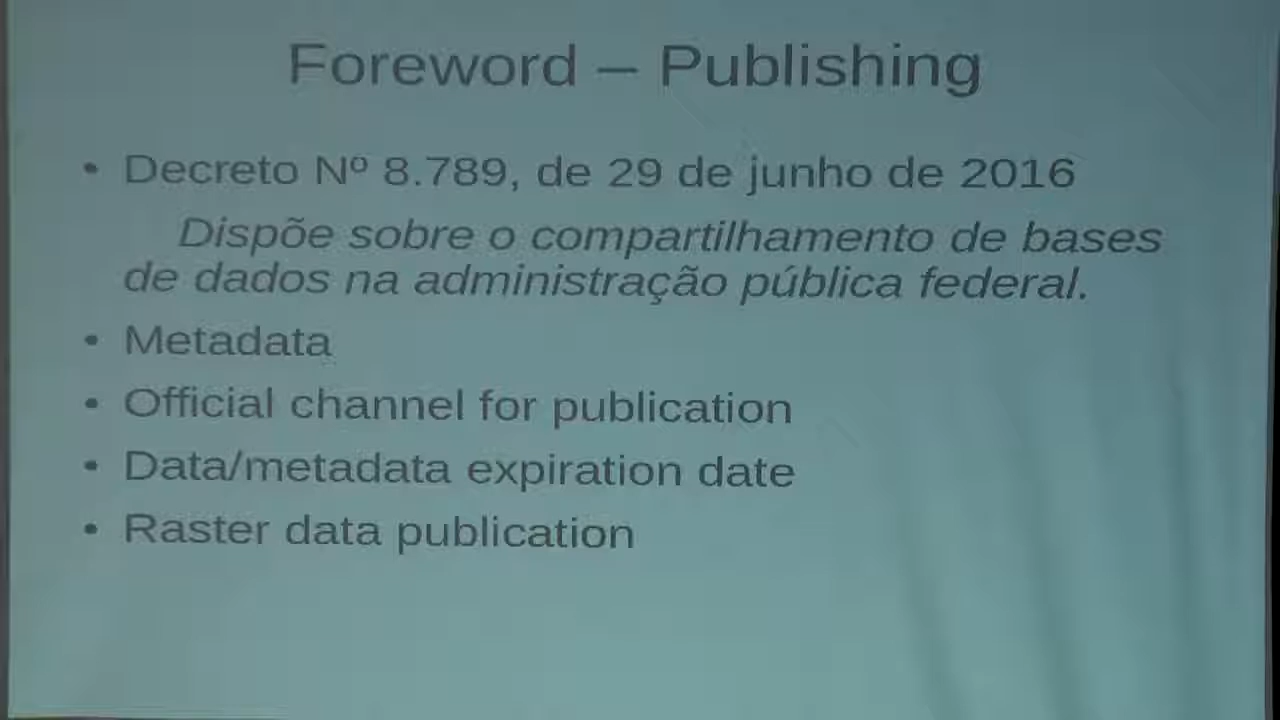 Foreword – Publishing
• Decreto Nº 8.789, de 29 de junho de 2016
Dispõe sobre o compartilhamento de bases
de dados na administração pública federal.
• Metadata
• Official channel for publication
• Data/metadata expiration date
• Raster data publication